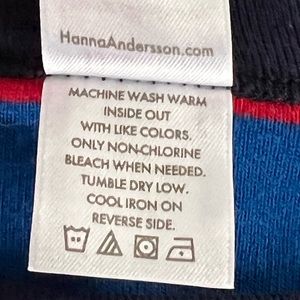 HannaAndersson.com
MACHINE WASH WARM
INSIDE OUT
WITH LIKE COLORS.
ONLY NON-CHLORINE
BLEACH WHEN NEEDED.
TUMBLE DRY LOW.
COOL IRON ON
REVERSE SIDE.